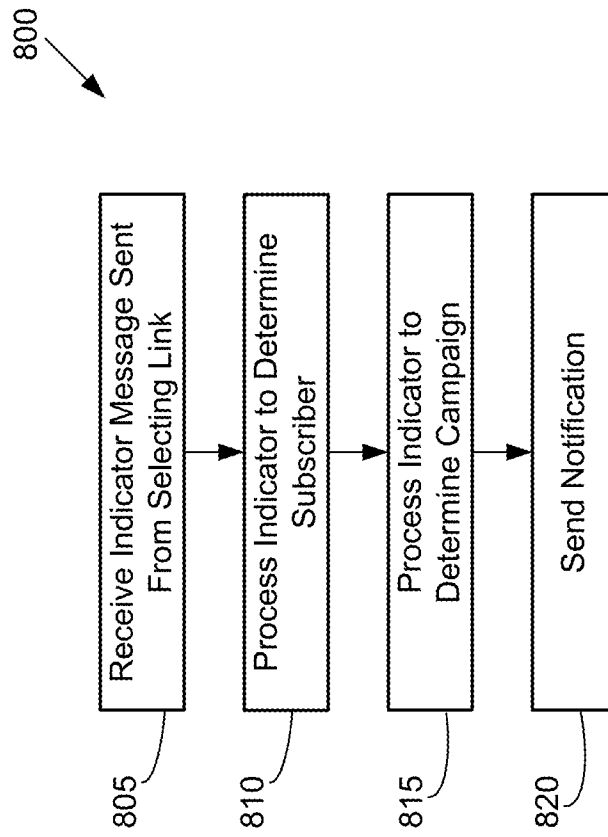 800
805
Receive Indicator Message Sent
From Selecting Link
810
Process Indicator to Determine
Subscriber
815
Process Indicator to
Determine Campaign
820
Send Notification